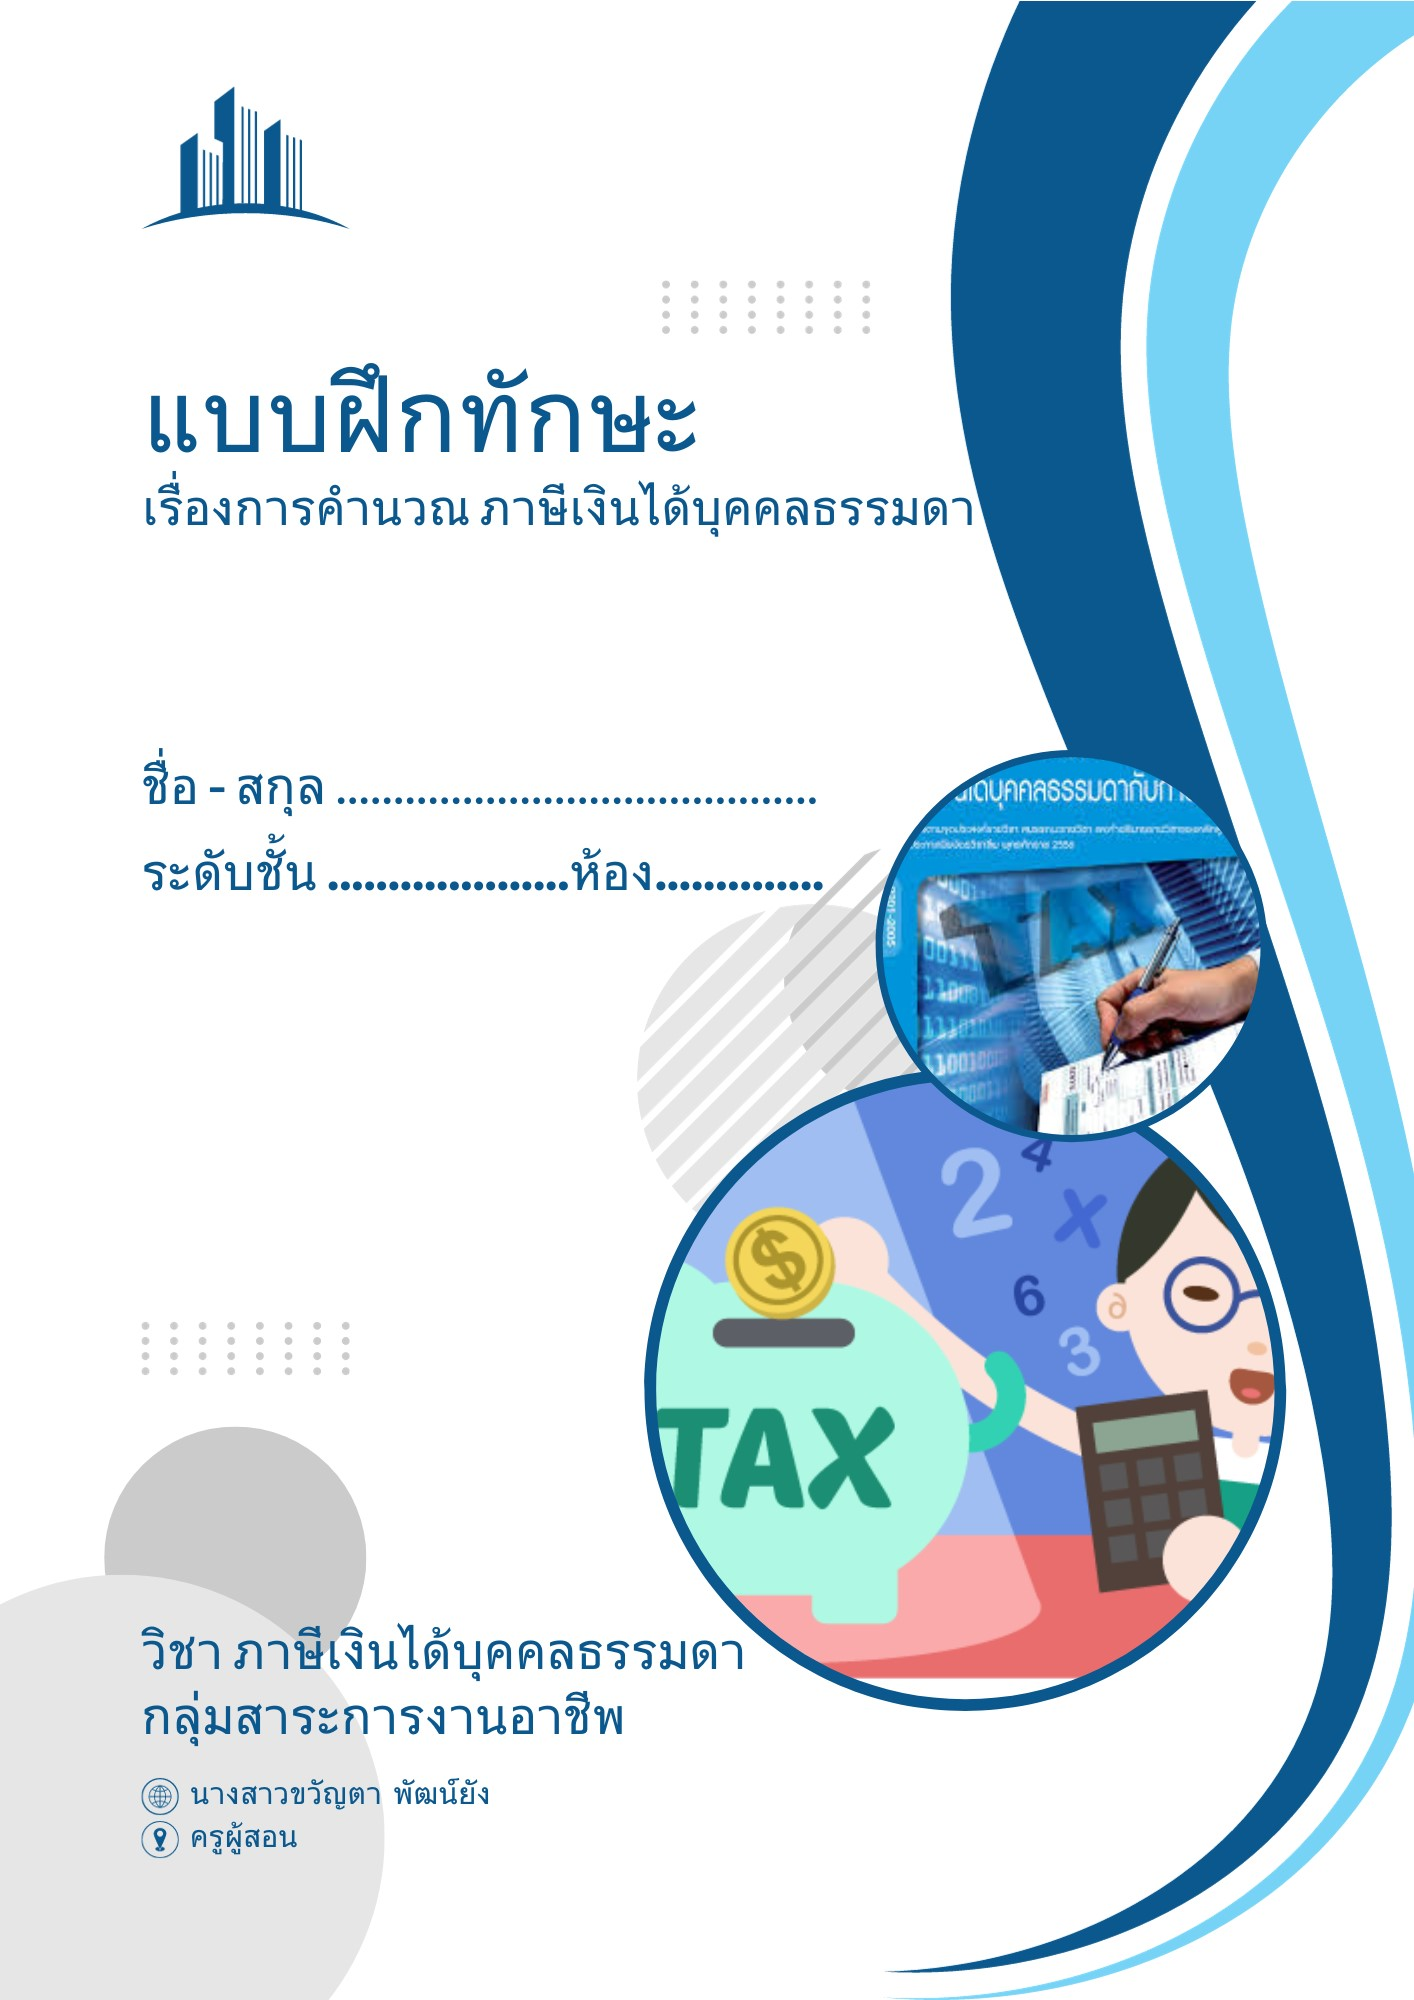 แบบฝึกทักษะ
เรื่องการคำนวณ ภาษีเงินได้บุคคลธรรมดา
ชื่อ - สกุล ..........................................
ระดับชั้น ....................ห้อง..............
TAX
2
4
x
6
3
TAX
วิชา ภาษีเงินได้บุคคลธรรมดา
กลุ่มสาระการงานอาชีพ
นางสาวขวัญตา พัฒน์ยัง
ครูผู้สอน